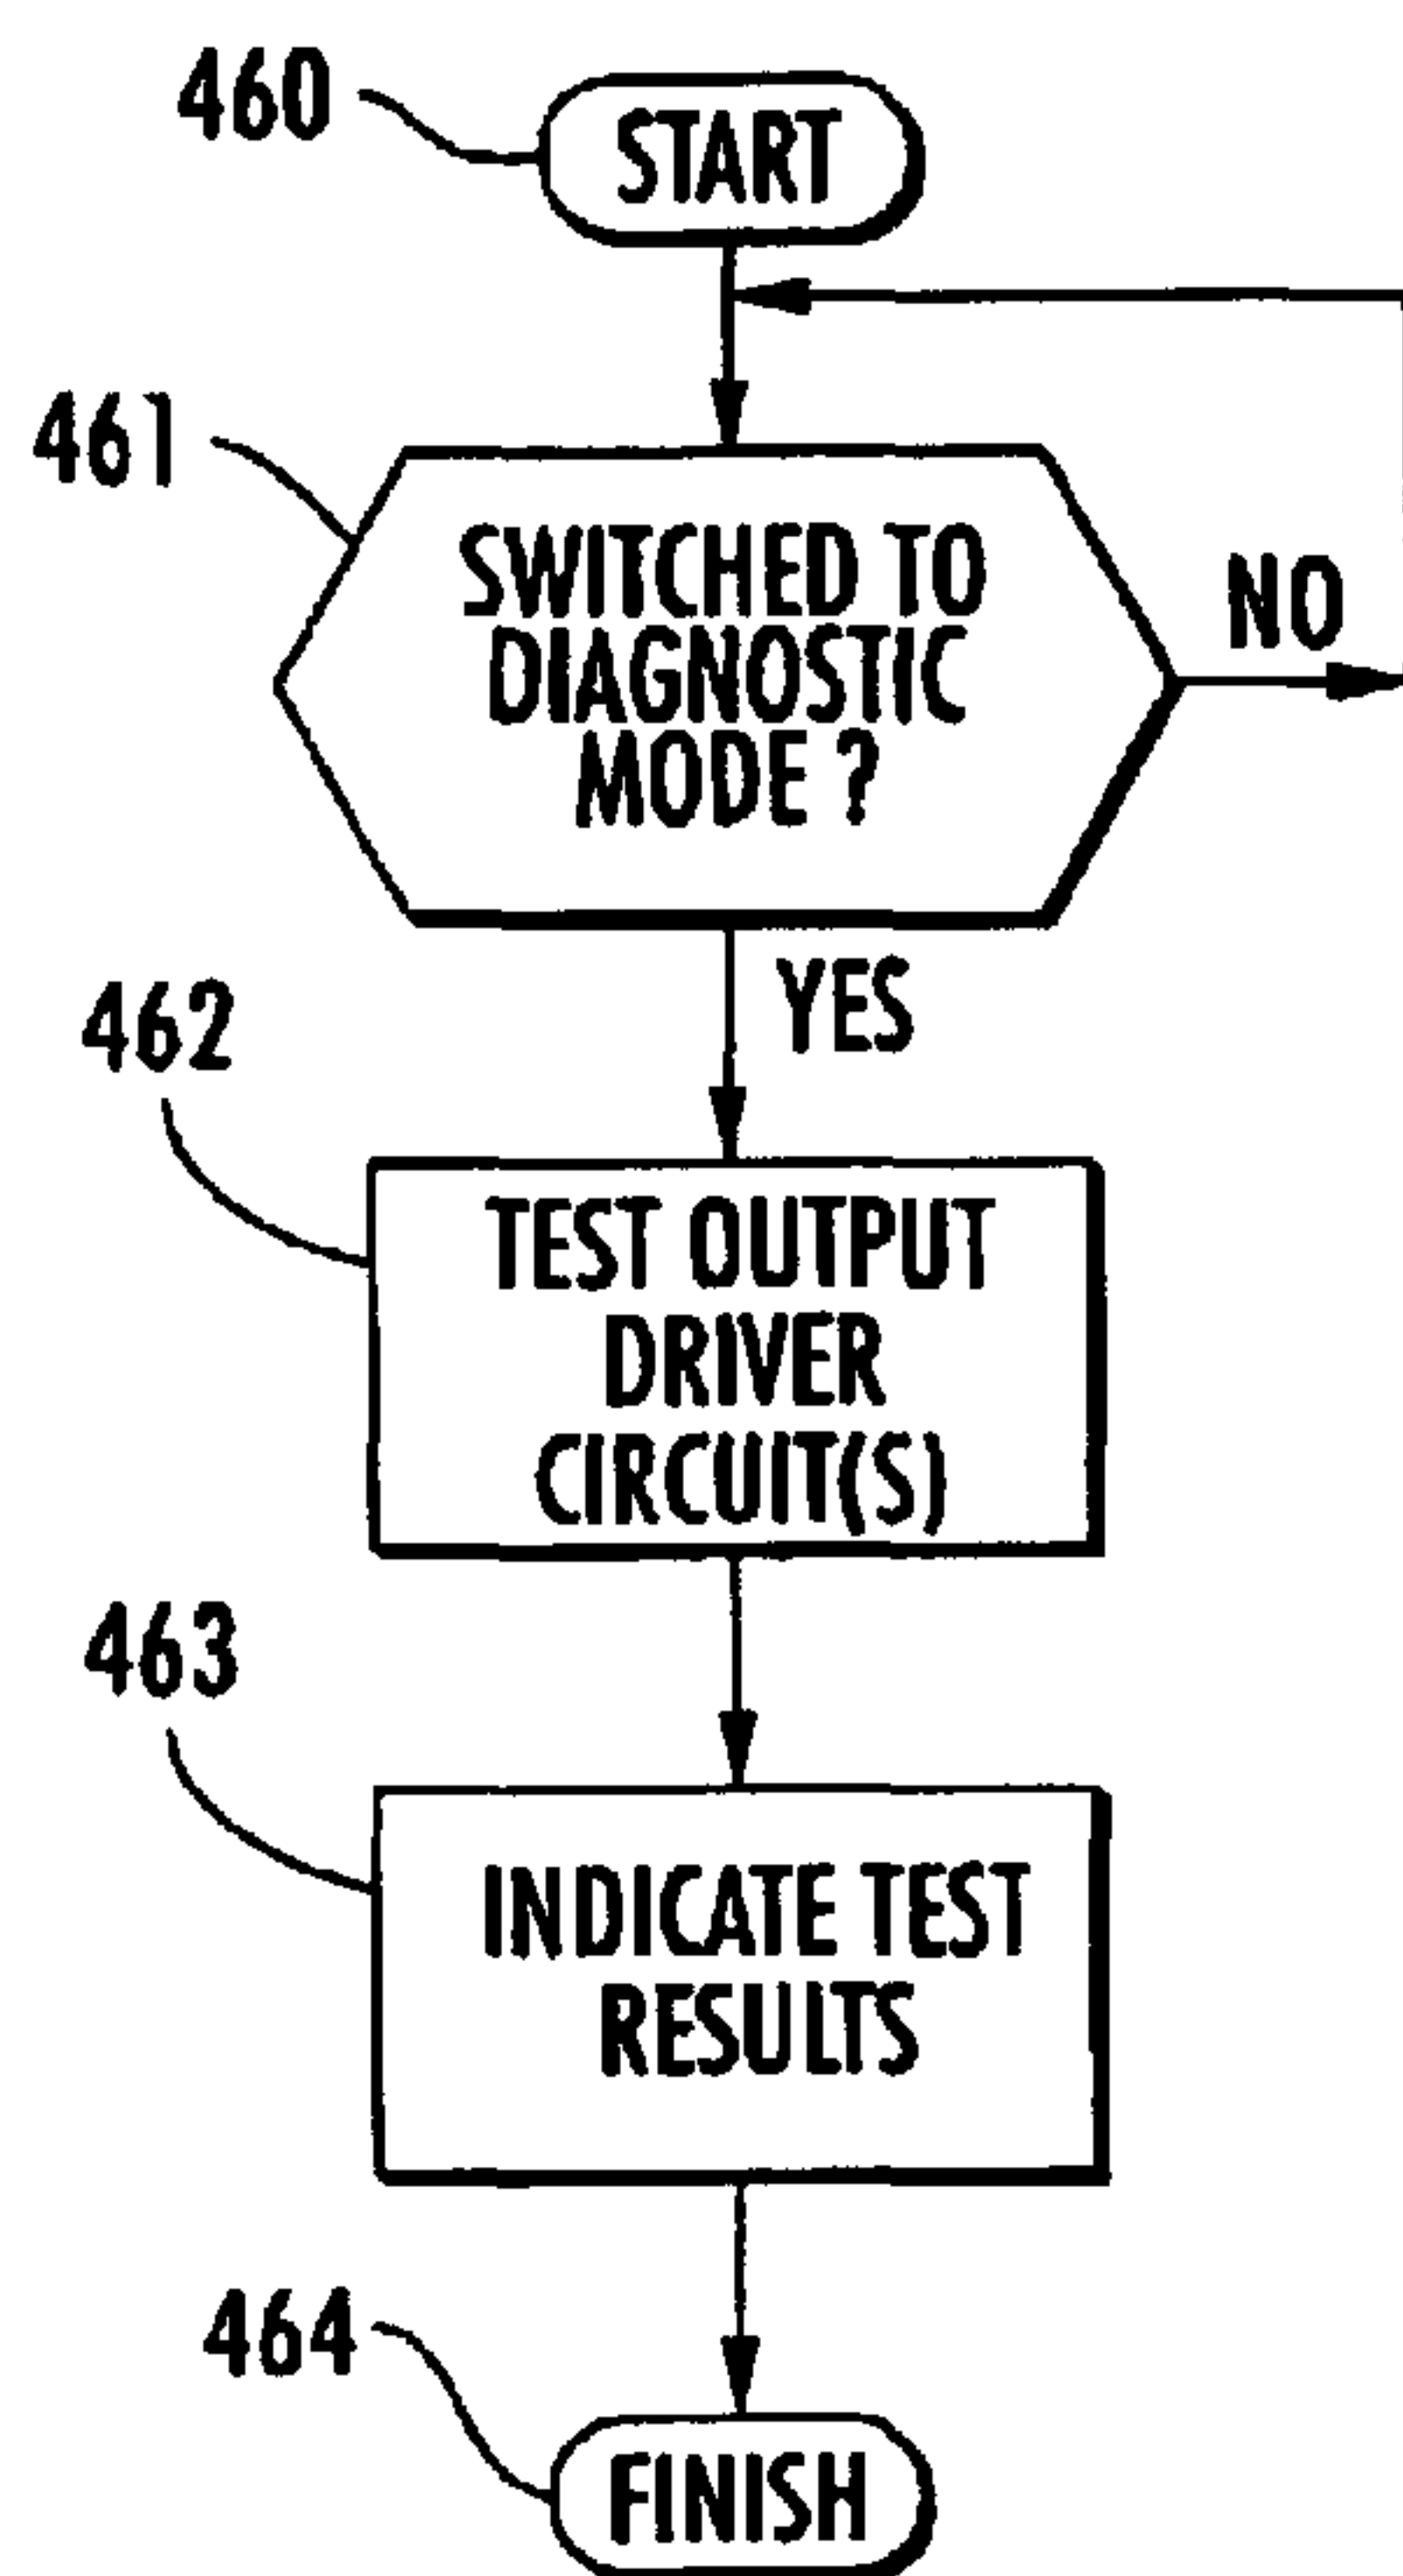 460
START
461
SWITCHED TO
DIAGNOSTIC
MODE ?
NO
YES
462
TEST OUTPUT
DRIVER
CIRCUIT(S)
463
INDICATE TEST
RESULTS
464
FINISH